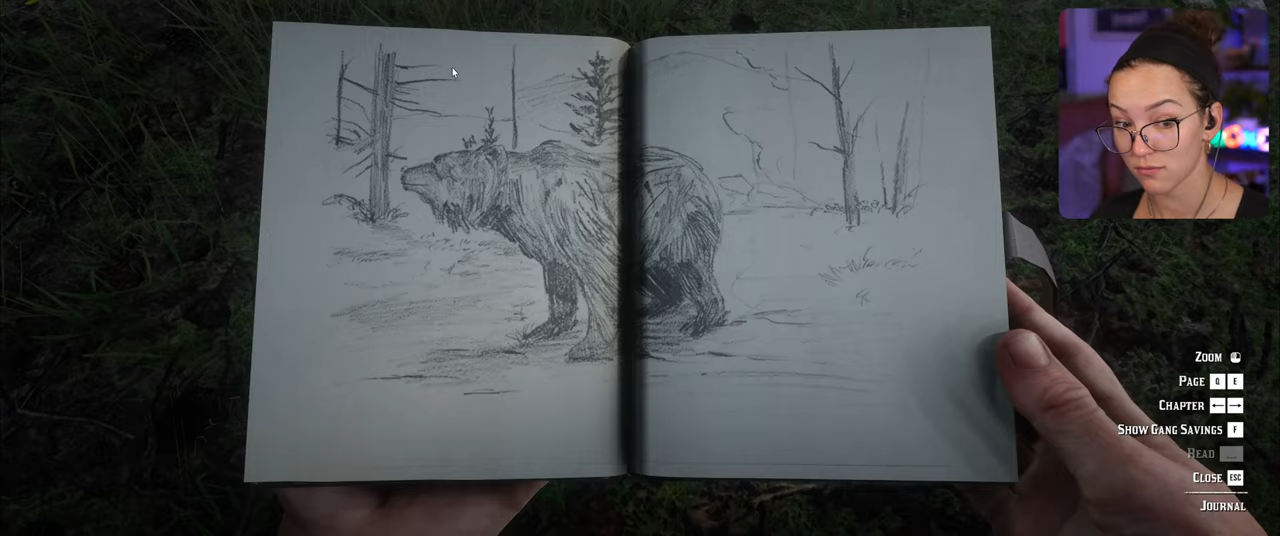 ZOOM
PAGE Q E
CHAPTER ← →
SHOW GANG SAVINGS F
READ
CLOSE ESC
JOURNAL